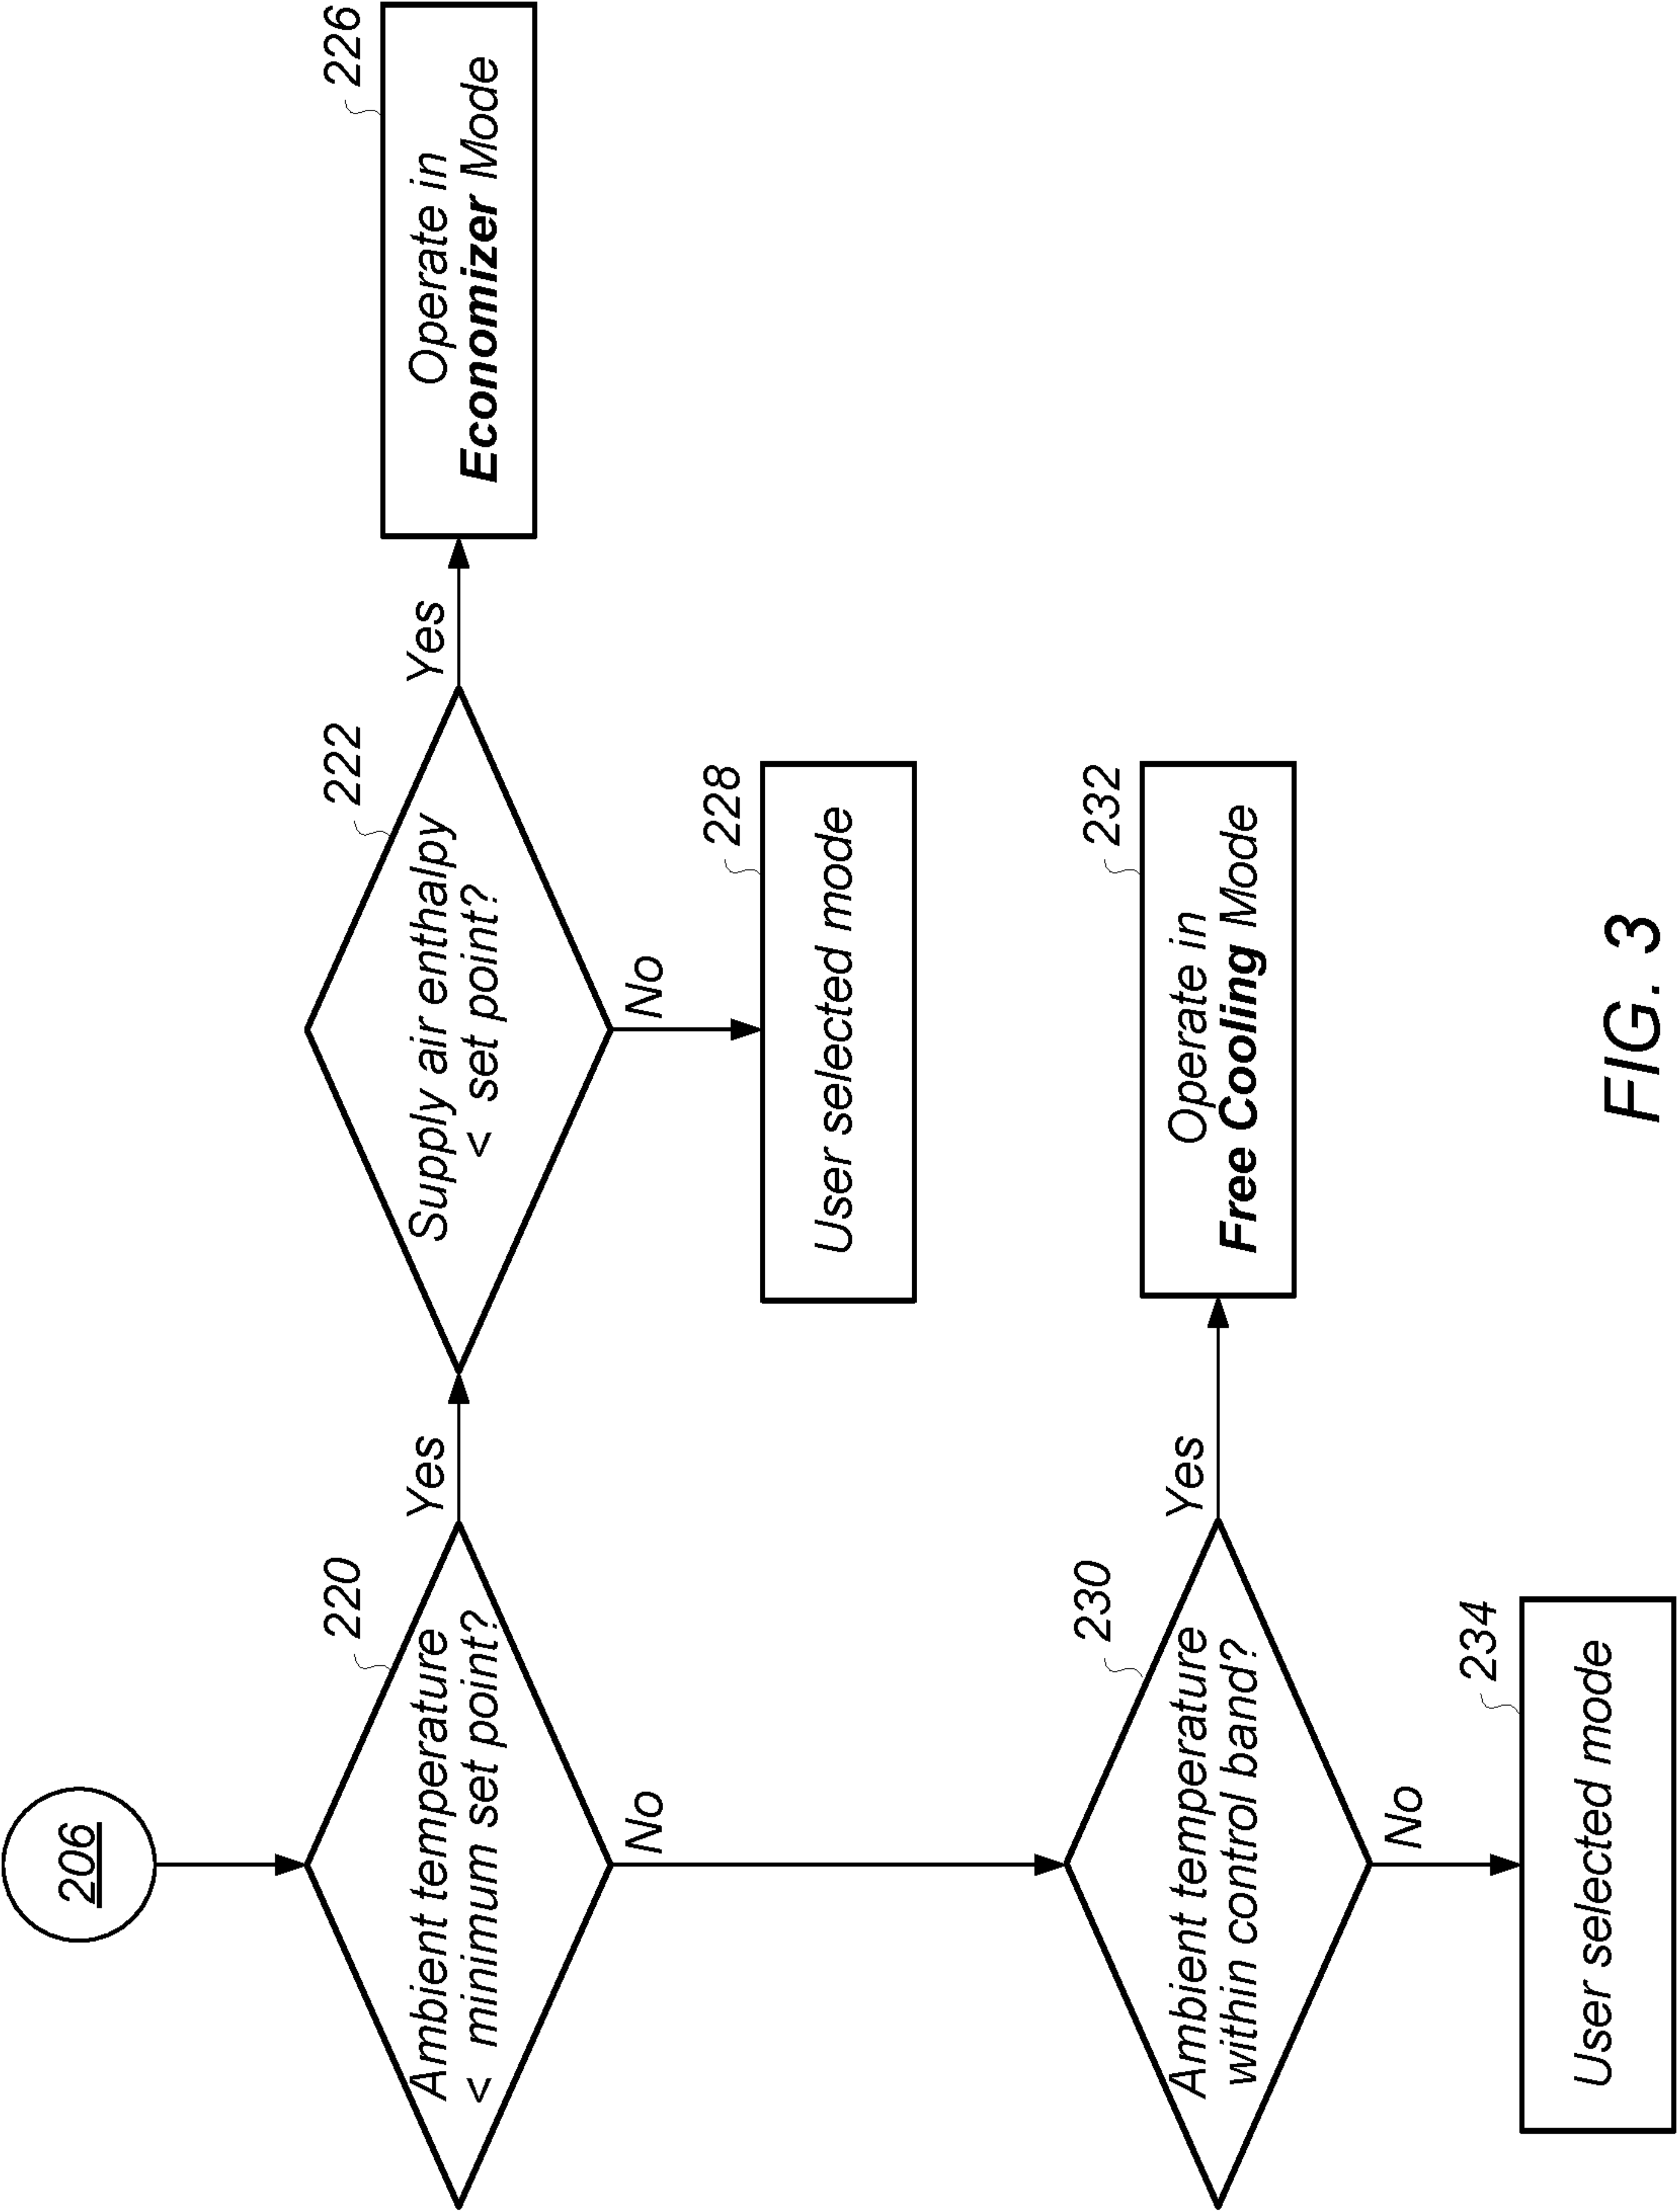 206
220
Ambient temperature
< minimum set point?
Yes
222
Supply air enthalpy
< set point?
Yes
226
Operate in
Economizer Mode
No
No
228
User selected mode
230
Ambient temperature
within control band?
Yes
232
Operate in
Free Cooling Mode
No
234
User selected mode
FIG. 3